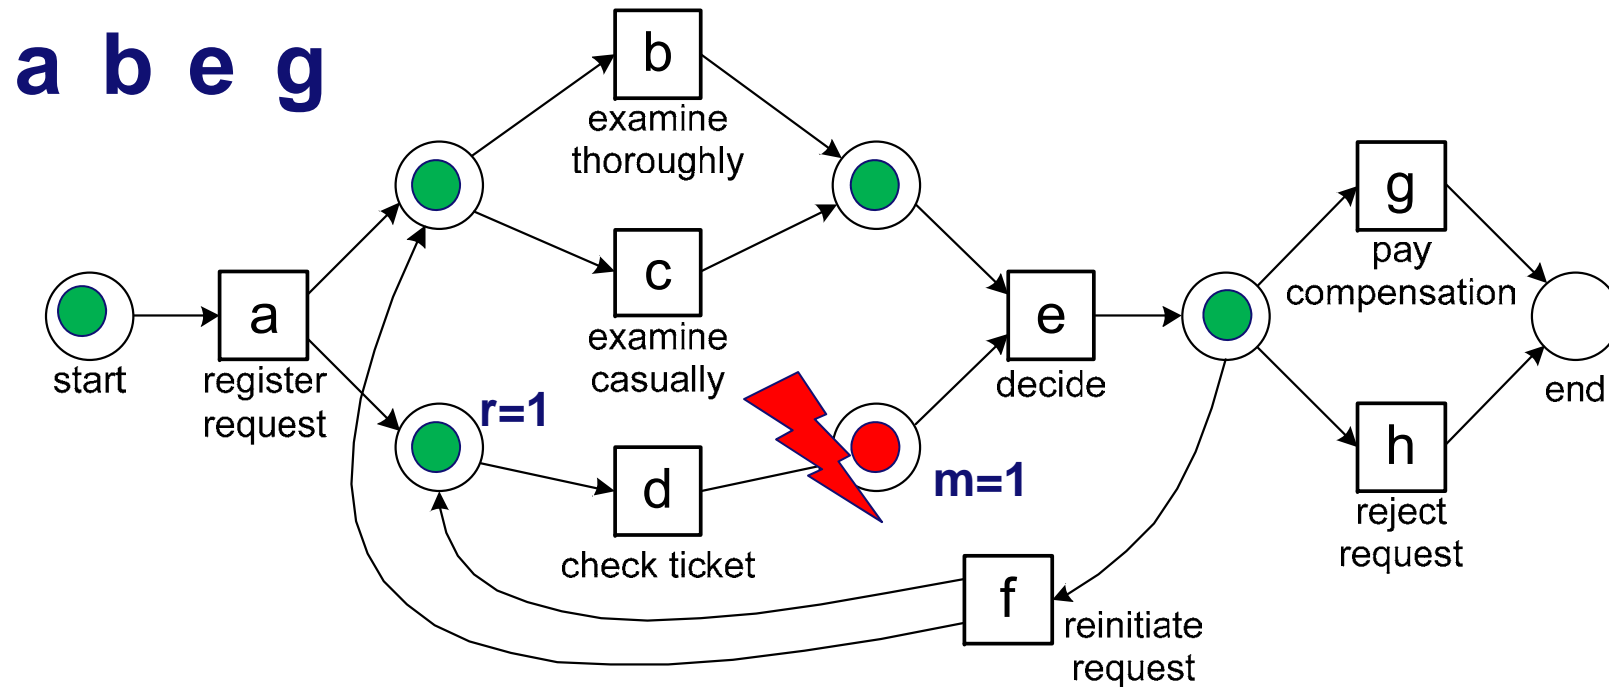 a b e g
b
examine
thoroughly
c
examine
casually
start
a
register
request
r=1
d
check ticket
m=1
e
decide
g
pay
compensation
end
h
reject
request
f
reinitiate
request